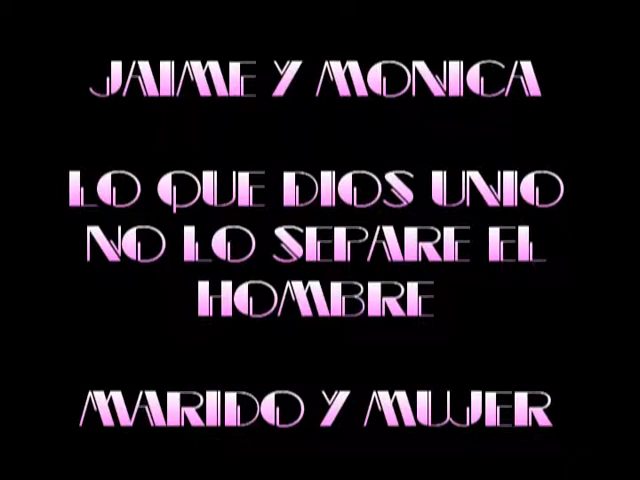 JAIME Y MONICA
LO QUE DIOS UNIO
NO LO SEPARE EL
HOMBRE
MARIDO Y MUJER